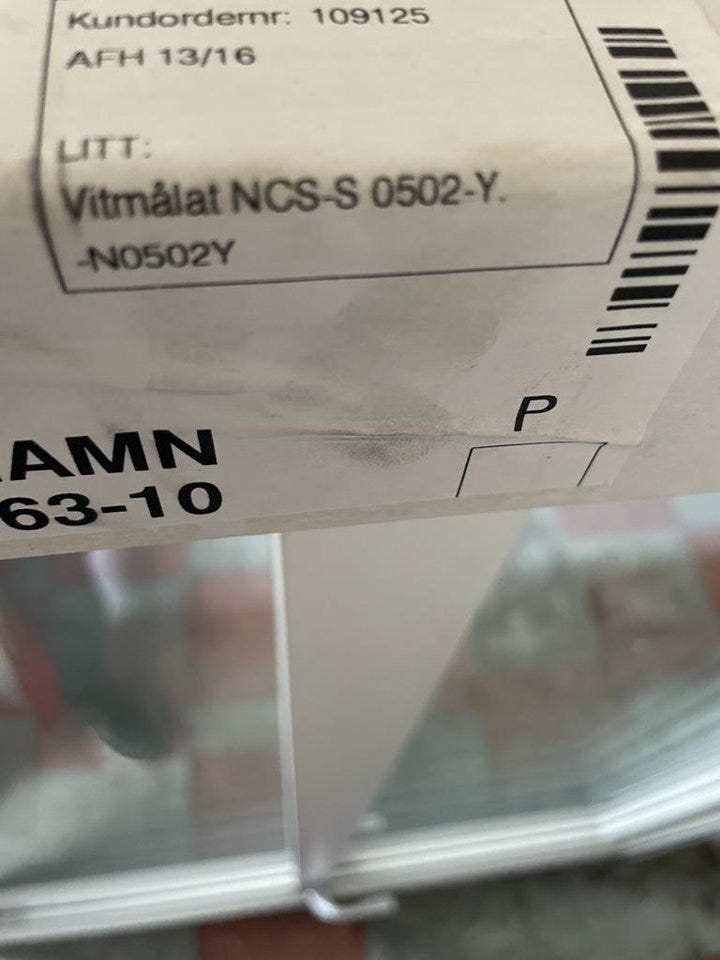 Kundordernr: 109125
AFH 13/16
LITT:
Vitmålat NCS-S 0502-Y.
-N0502Y
P
AMN
63-10